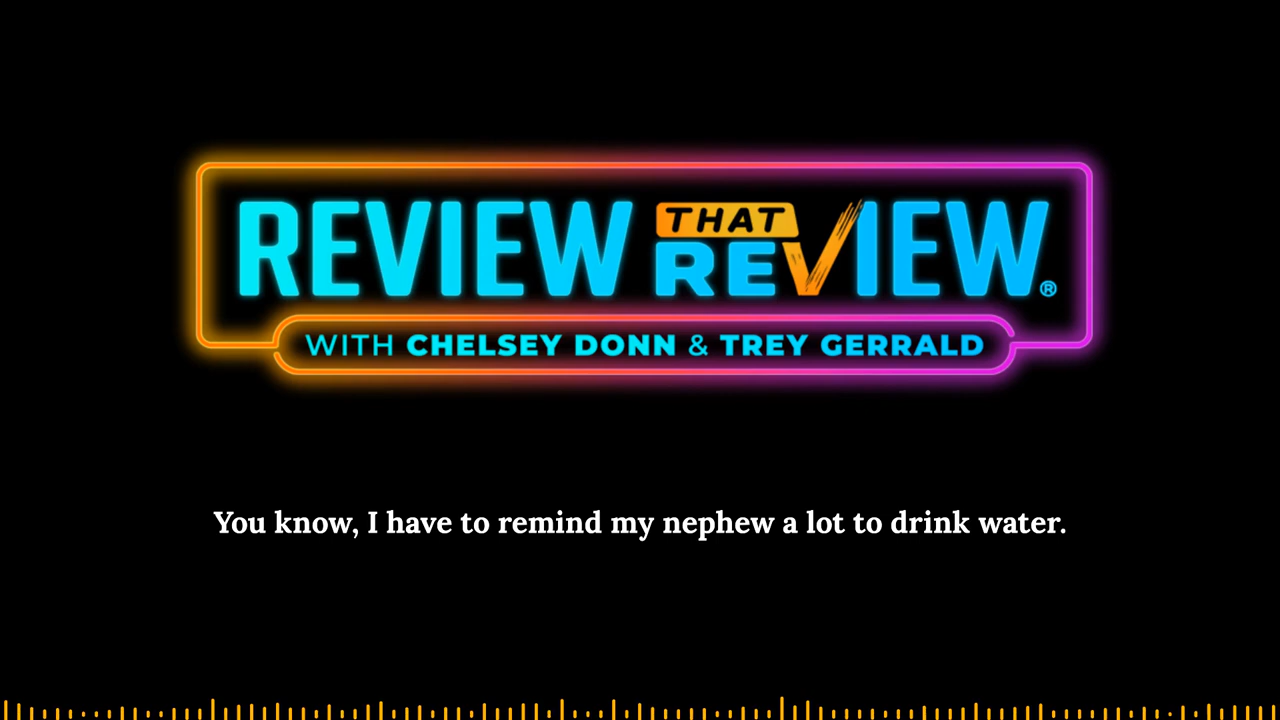 REVIEW THAT REVIEW®
WITH CHELSEY DONN & TREY GERRALD
You know, I have to remind my nephew a lot to drink water.